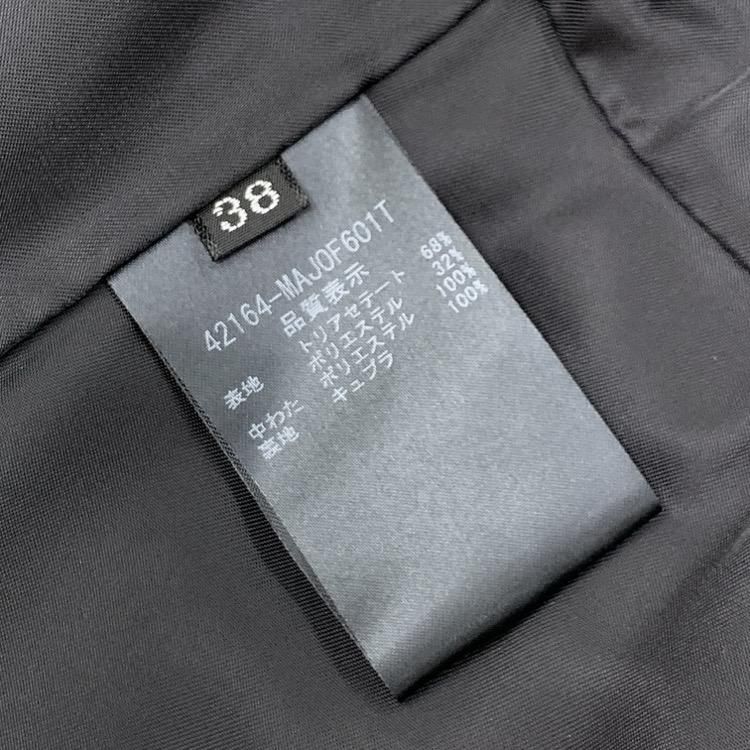 38
42164-MAJOF601T
品質表示
表地 トリアセテート 68%
ポリエステル 32%
中わた ポリエステル 100%
裏地 キュプラ 100%